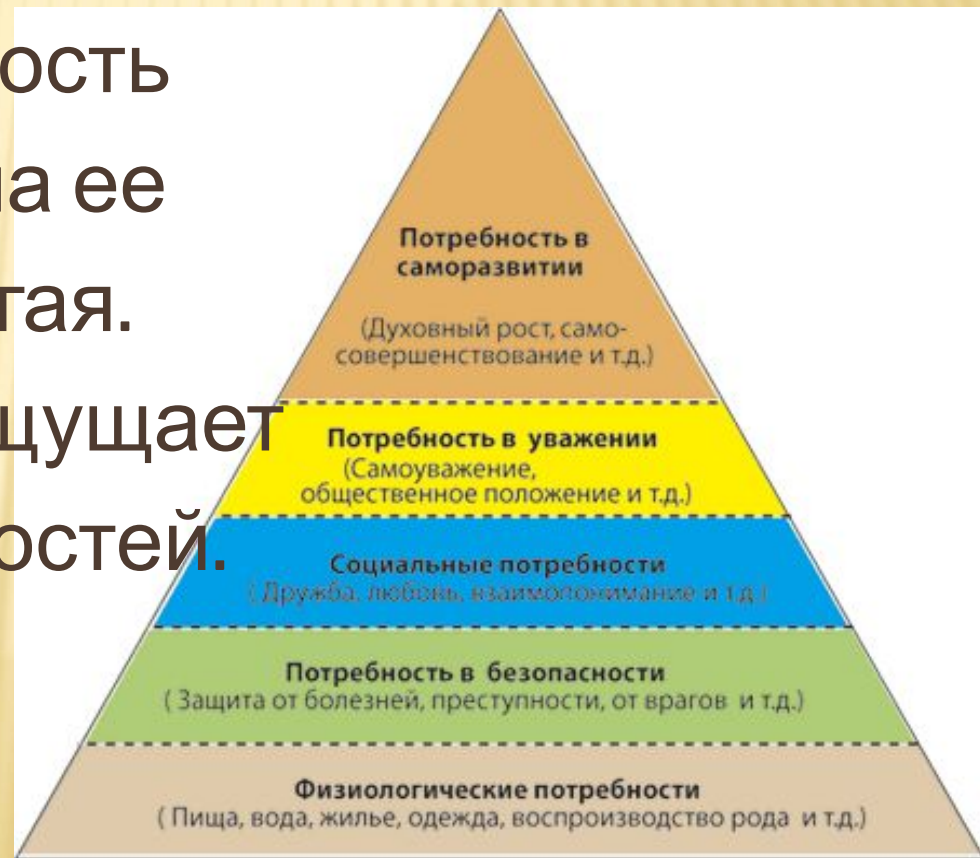 ость
а ее
гая.
щущает
остей.
Потребность в
саморазвитии
(Духовный рост, само-
совершенствование и т.д.)
Потребность в уважении
(Самоуважение,
общественное положение и т.д.)
Социальные потребности
( Дружба, любовь, взаимопонимание и т.д.)
Потребность в безопасности
( Защита от болезней, преступности, от врагов и т.д.)
Физиологические потребности
( Пища, вода, жилье, одежда, воспроизводство рода и т.д.)